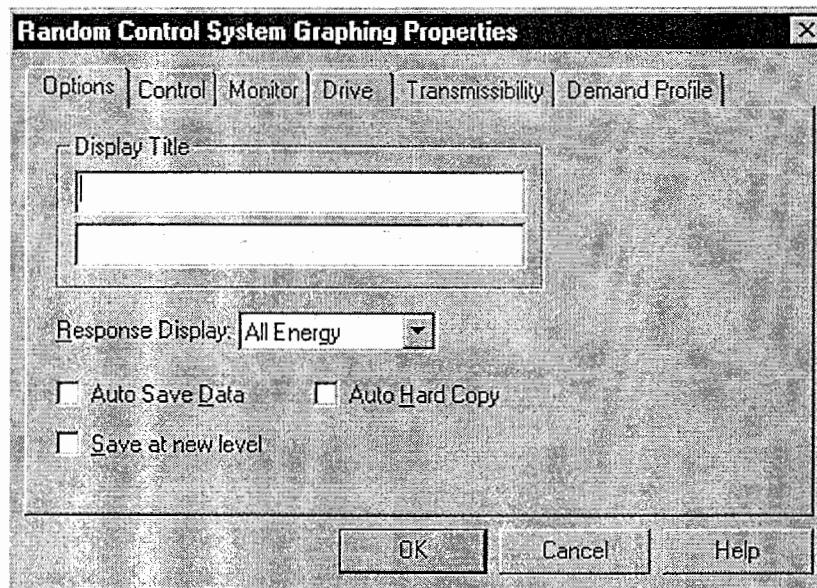 Random Control System Graphing Properties
Options Control Monitor Drive Transmissibility Demand Profile
Display Title
Response Display: All Energy
Auto Save Data Auto Hard Copy
Save at new level
OK Cancel Help